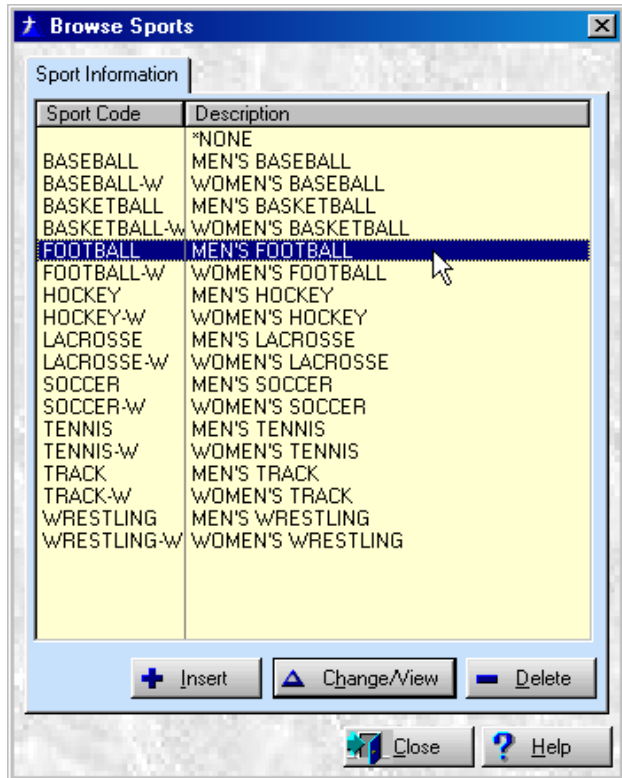 Browse Sports
Sport Information
Sport Code Description
*NONE
BASEBALL MEN'S BASEBALL
BASEBALL-W WOMEN'S BASEBALL
BASKETBALL MEN'S BASKETBALL
BASKETBALL-W WOMEN'S BASKETBALL
FOOTBALL MEN'S FOOTBALL
FOOTBALL-W WOMEN'S FOOTBALL
HOCKEY MEN'S HOCKEY
HOCKEY-W WOMEN'S HOCKEY
LACROSSE MEN'S LACROSSE
LACROSSE-W WOMEN'S LACROSSE
SOCCER MEN'S SOCCER
SOCCER-W WOMEN'S SOCCER
TENNIS MEN'S TENNIS
TENNIS-W WOMEN'S TENNIS
TRACK MEN'S TRACK
TRACK-W WOMEN'S TRACK
WRESTLING MEN'S WRESTLING
WRESTLING-W WOMEN'S WRESTLING
Insert Change/View Delete
Close Help